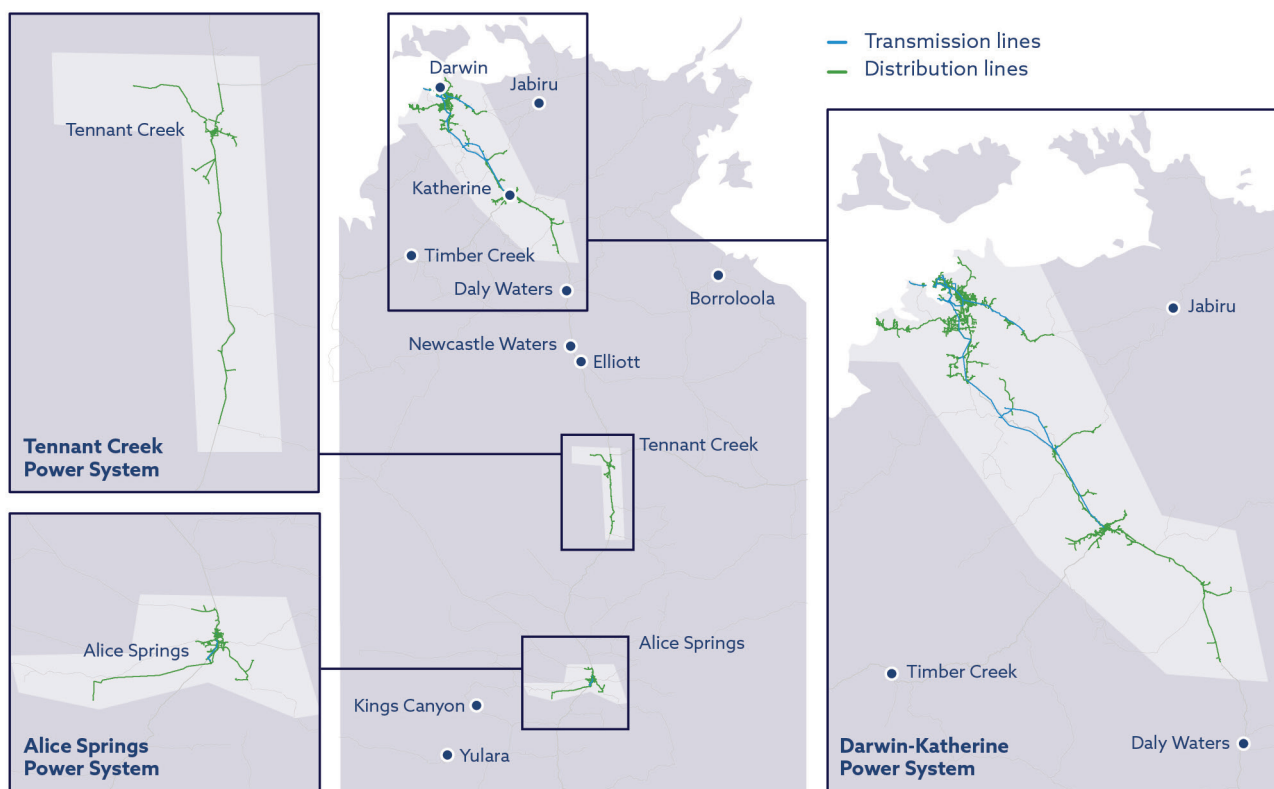 Transmission lines
Distribution lines
Tennant Creek
Tennant Creek
Power System
Alice Springs
Alice Springs
Power System
Darwin
Jabiru
Katherine
Timber Creek
Daly Waters
Borroloola
Newcastle Waters
Elliott
Tennant Creek
Alice Springs
Kings Canyon
Yulara
Jabiru
Timber Creek
Daly Waters
Darwin-Katherine
Power System